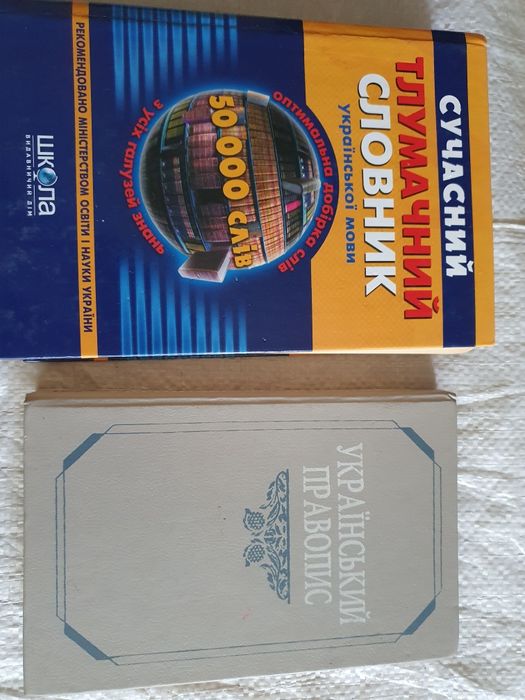 СУЧАСНИЙ
ТЛУМАЧНИЙ
СЛОВНИК
української мови
оптимальна добірка слів
50 000 СЛІВ
з усіх галузей знань
ШКОЛА
ВИДАВНИЧИЙ ДІМ
РЕКОМЕНДОВАНО МІНІСТЕРСТВОМ ОСВІТИ І НАУКИ УКРАЇНИ
УКРАЇНСЬКИЙ
ПРАВОПИС